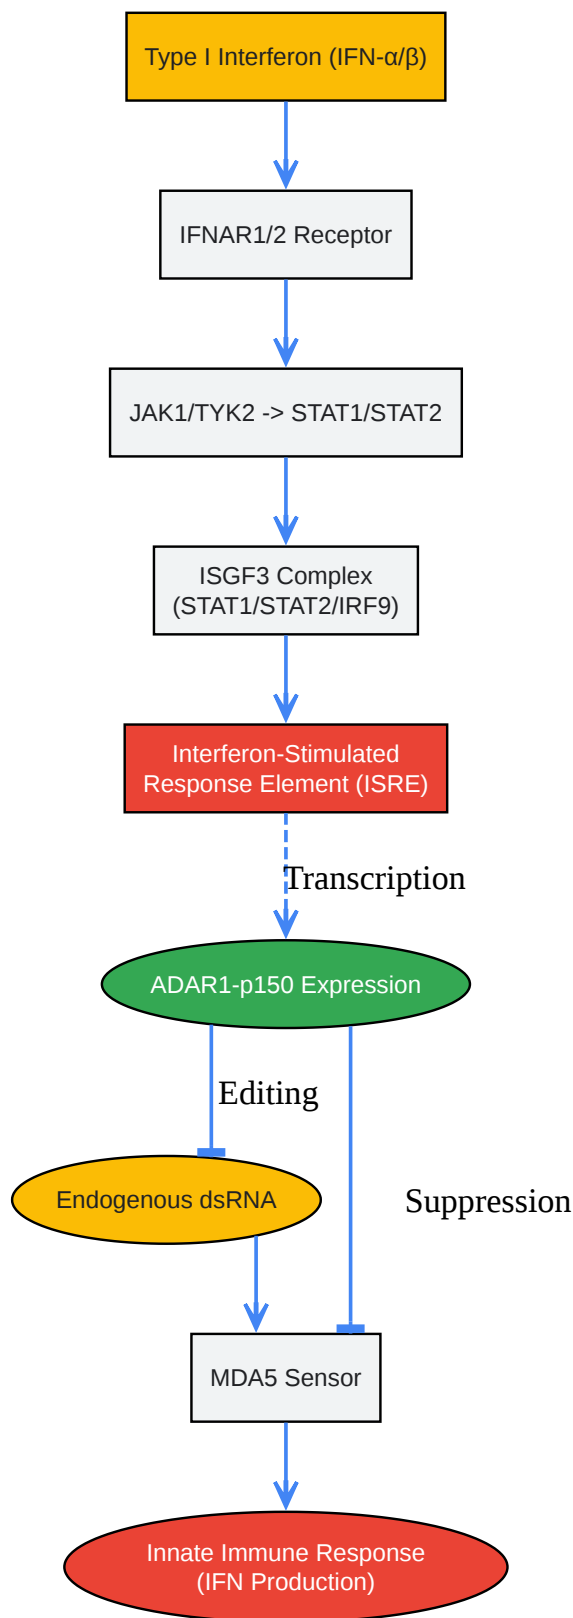 Type I Interferon (IFN-α/β)
IFNAR1/2 Receptor
JAK1/TYK2 -> STAT1/STAT2
ISGF3 Complex
(STAT1/STAT2/IRF9)
Interferon-Stimulated
Response Element (ISRE)
Transcription
ADAR1-p150 Expression
Editing
Endogenous dsRNA
Suppression
MDA5 Sensor
Innate Immune Response
(IFN Production)